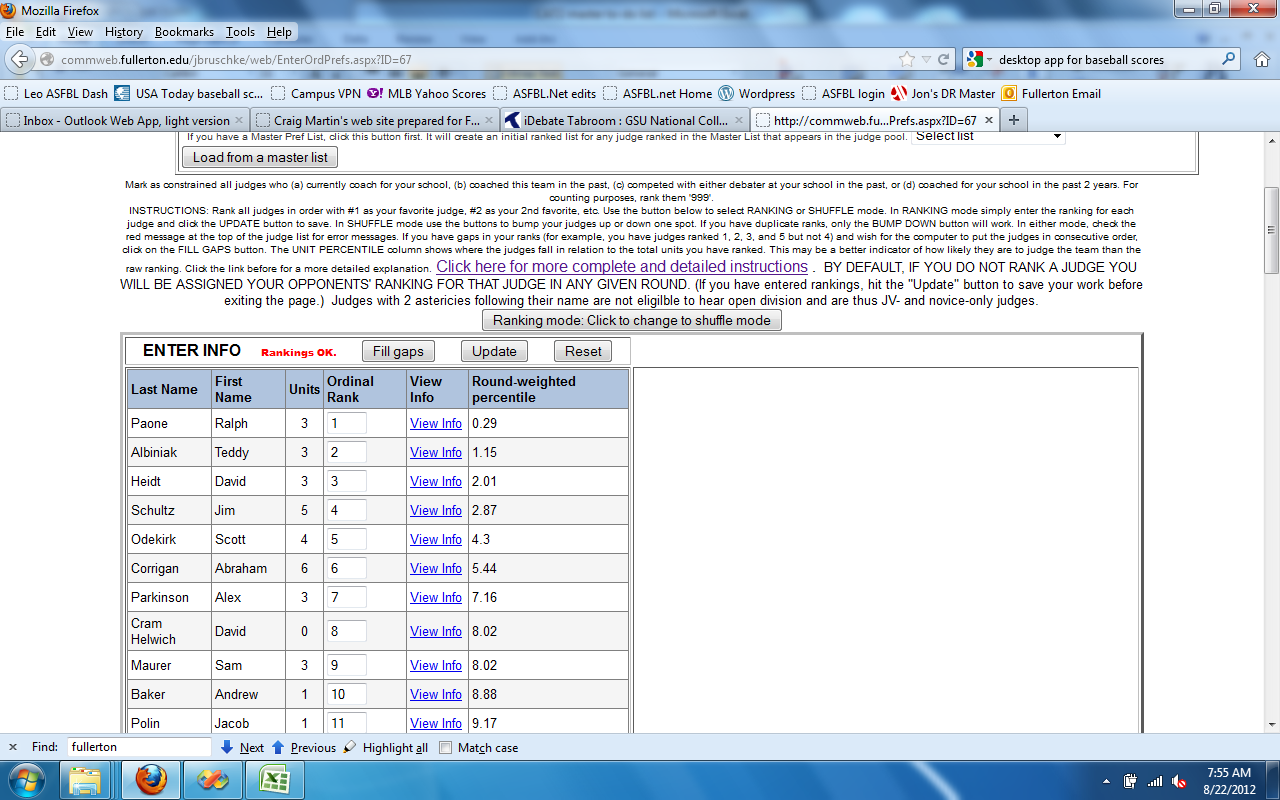 Mozilla Firefox
File Edit View History Bookmarks Tools Help
commweb.fullerton.edu/jbruschke/web/EnterOrdPrefs.aspx?ID=67
desktop app for baseball scores
Leo ASFBL Dash USA Today baseball sc... Campus VPN MLB Yahoo Scores ASFBL.Net edits ASFBL.net Home Wordpress ASFBL login Jon's DR Master Fullerton Email
Inbox - Outlook Web App, light version Craig Martin's web site prepared for F... iDebate Tabroom : GSU National Coll... http://commweb.fu...Prefs.aspx?ID=67
If you have a Master Pref List, click this button first. It will create an initial ranked list for any judge ranked in the Master List that appears in the judge pool. Select list
Load from a master list
Mark as constrained all judges who (a) currently coach for your school, (b) coached this team in the past, (c) competed with either debater at your school in the past, or (d) coached for your school in the past 2 years. For
counting purposes, rank them '999'.
INSTRUCTIONS: Rank all judges in order with #1 as your favorite judge, #2 as your 2nd favorite, etc. Use the button below to select RANKING or SHUFFLE mode. In RANKING mode simply enter the ranking for each
judge and click the UPDATE button to save. In SHUFFLE mode use the buttons to bump your judges up or down one spot. If you have duplicate ranks, only the BUMP DOWN button will work. In either mode, check the
red message at the top of the judge list for error messages. If you have gaps in your ranks (for example, you have judges ranked 1, 2, 3, and 5 but not 4) and wish for the computer to put the judges in consecutive order,
click on the FILL GAPS button. The UNIT PERCENTILE column shows where the judges fall in relation to the total units you have ranked. This may be a better indicator of how likely they are to judge the team than the
raw ranking. Click the link before for a more detailed explanation. Click here for more complete and detailed instructions . BY DEFAULT, IF YOU DO NOT RANK A JUDGE YOU
WILL BE ASSIGNED YOUR OPPONENTS' RANKING FOR THAT JUDGE IN ANY GIVEN ROUND. (If you have entered rankings, hit the "Update" button to save your work before
exiting the page.) Judges with 2 astericies following their name are not eligilble to hear open division and are thus JV- and novice-only judges.
Ranking mode: Click to change to shuffle mode
ENTER INFO Rankings OK. Fill gaps Update Reset
Last Name First Name Units Ordinal Rank View Info Round-weighted percentile
Paone Ralph 3 1 View Info 0.29
Albiniak Teddy 3 2 View Info 1.15
Heidt David 3 3 View Info 2.01
Schultz Jim 5 4 View Info 2.87
Odekirk Scott 4 5 View Info 4.3
Corrigan Abraham 6 6 View Info 5.44
Parkinson Alex 3 7 View Info 7.16
Cram Helwich David 0 8 View Info 8.02
Maurer Sam 3 9 View Info 8.02
Baker Andrew 1 10 View Info 8.88
Polin Jacob 1 11 View Info 9.17
Find: fullerton Next Previous Highlight all Match case
7:55 AM
8/22/2012